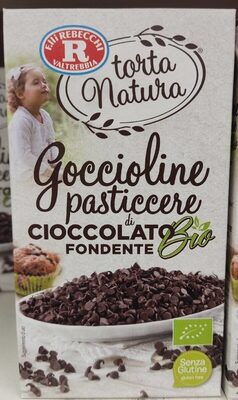 F.lli REBECCHI
R
VALTREBBIA
torta
Natura
Goccioline
pasticcere
di
CIOCCOLATO
FONDENTE
Bio
Senza
Glutine
gluten free